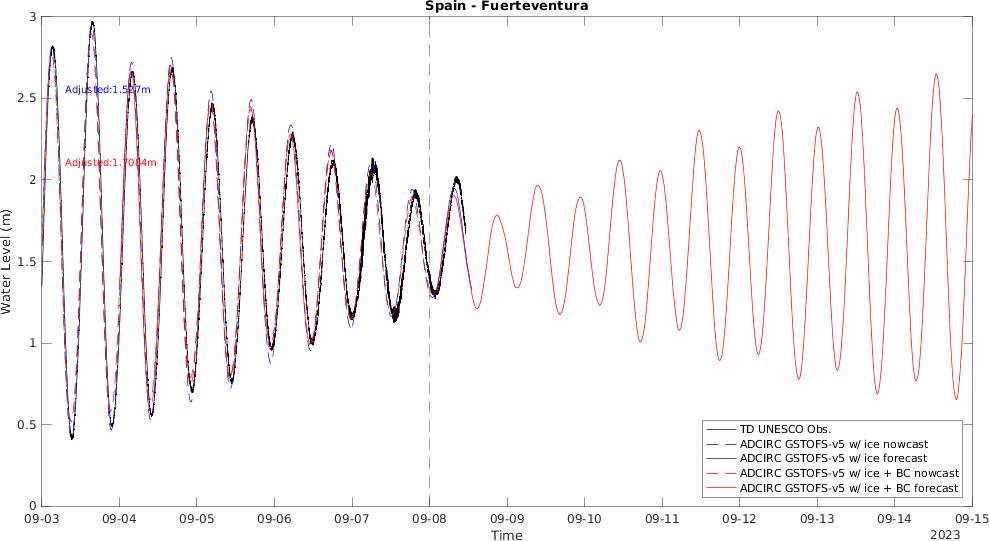 Spain - Fuerteventura
Water Level (m)
3
2.5
2
1.5
1
0.5
0
Adjusted:1.527m
Adjusted:1.7084m
TD UNESCO Obs.
ADCIRC GSTOFS-v5 w/ ice nowcast
ADCIRC GSTOFS-v5 w/ ice forecast
ADCIRC GSTOFS-v5 w/ ice + BC nowcast
ADCIRC GSTOFS-v5 w/ ice + BC forecast
09-03 09-04 09-05 09-06 09-07 09-08 09-09 09-10 09-11 09-12 09-13 09-14 09-15
Time
2023